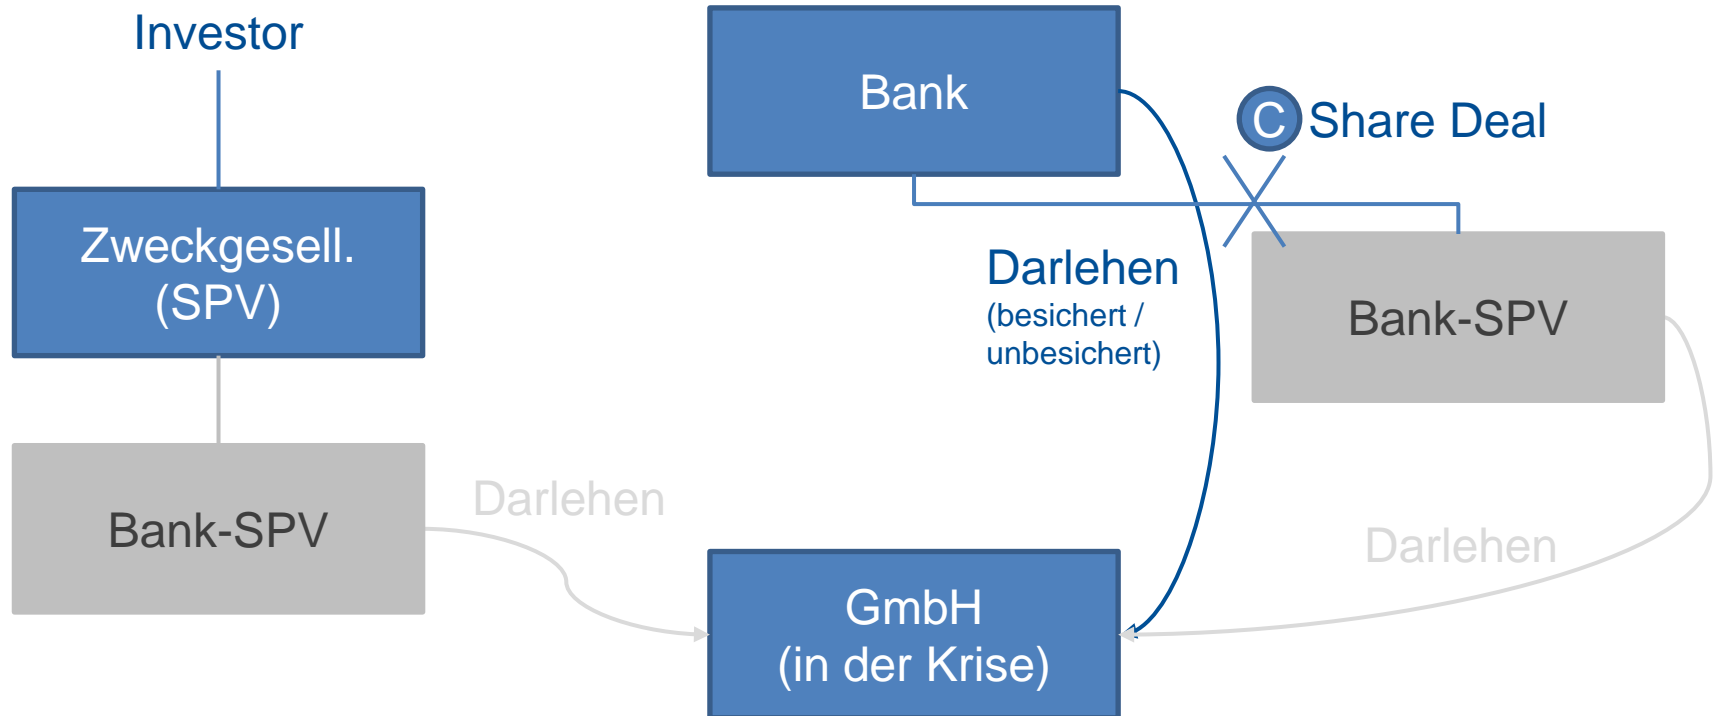 Investor
Bank
C Share Deal
Zweckgesell.
(SPV)
Darlehen
(besichert /
unbesichert)
Bank-SPV
Bank-SPV
Darlehen
Darlehen
GmbH
(in der Krise)